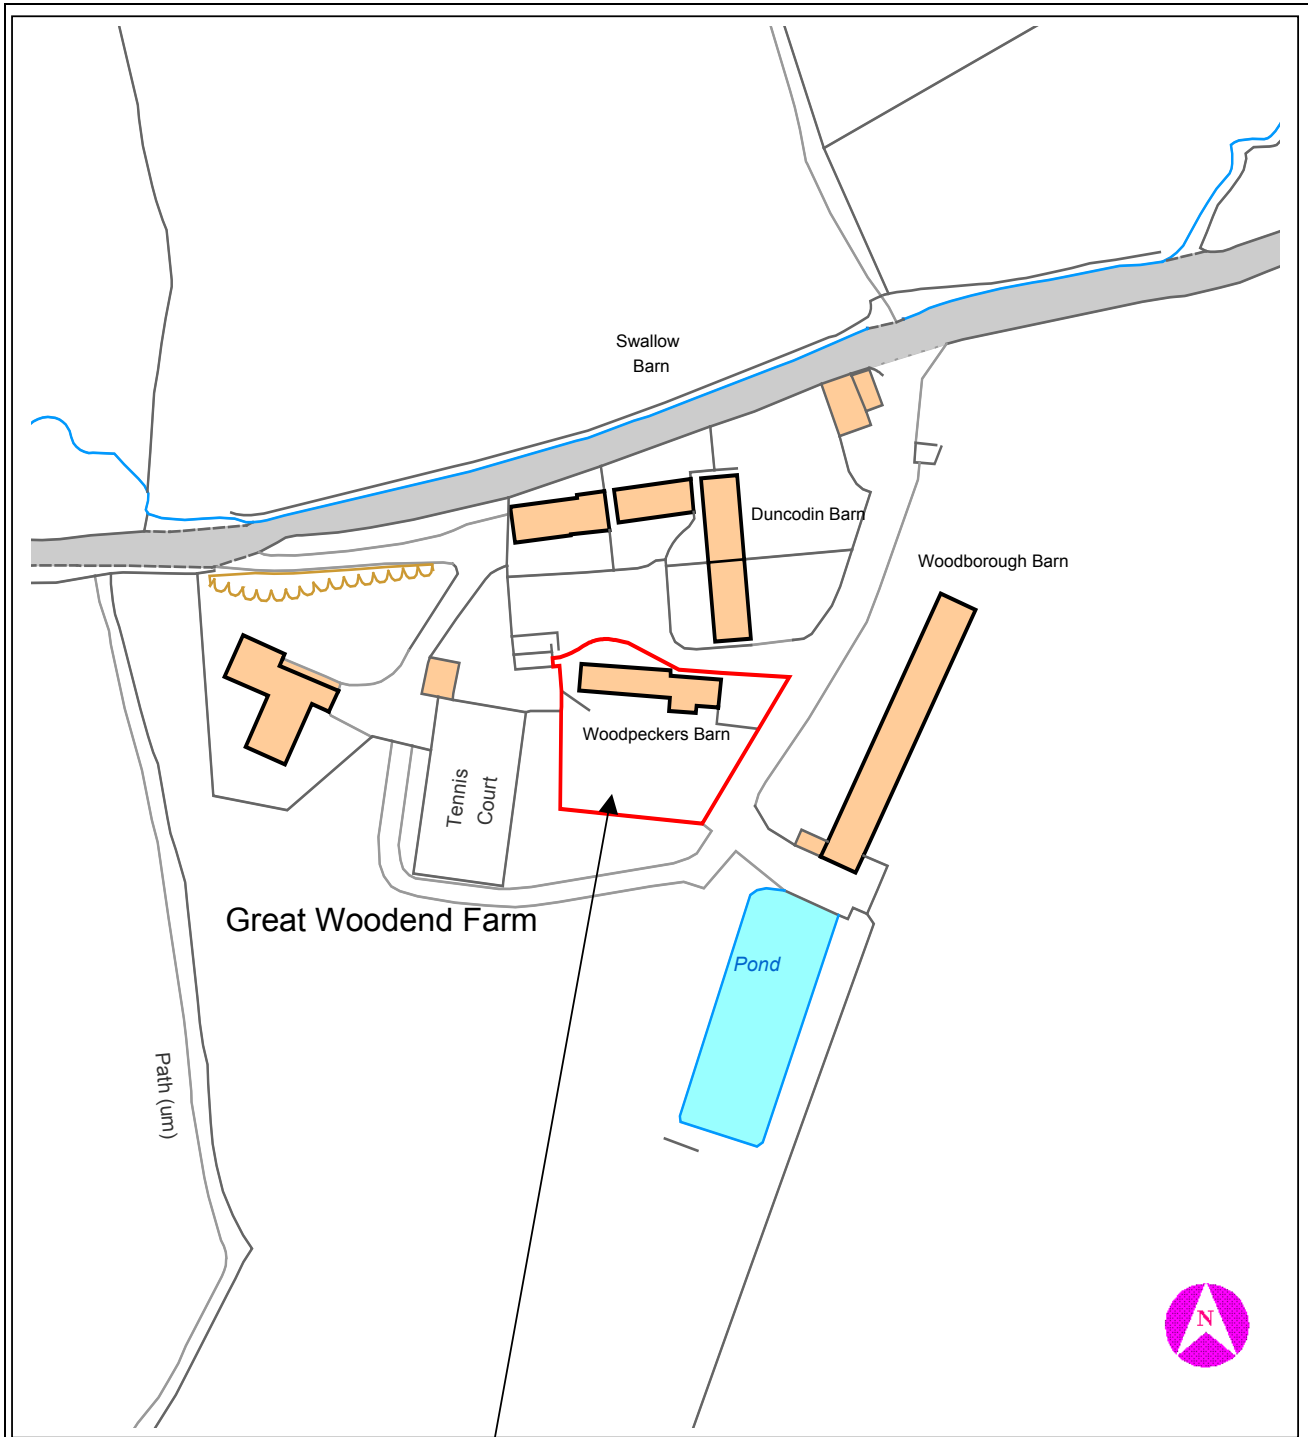 Swallow
Barn
Duncodin Barn
Woodborough Barn
Woodpeckers Barn
Tennis
Court
Great Woodend Farm
Pond
Path (um)
N